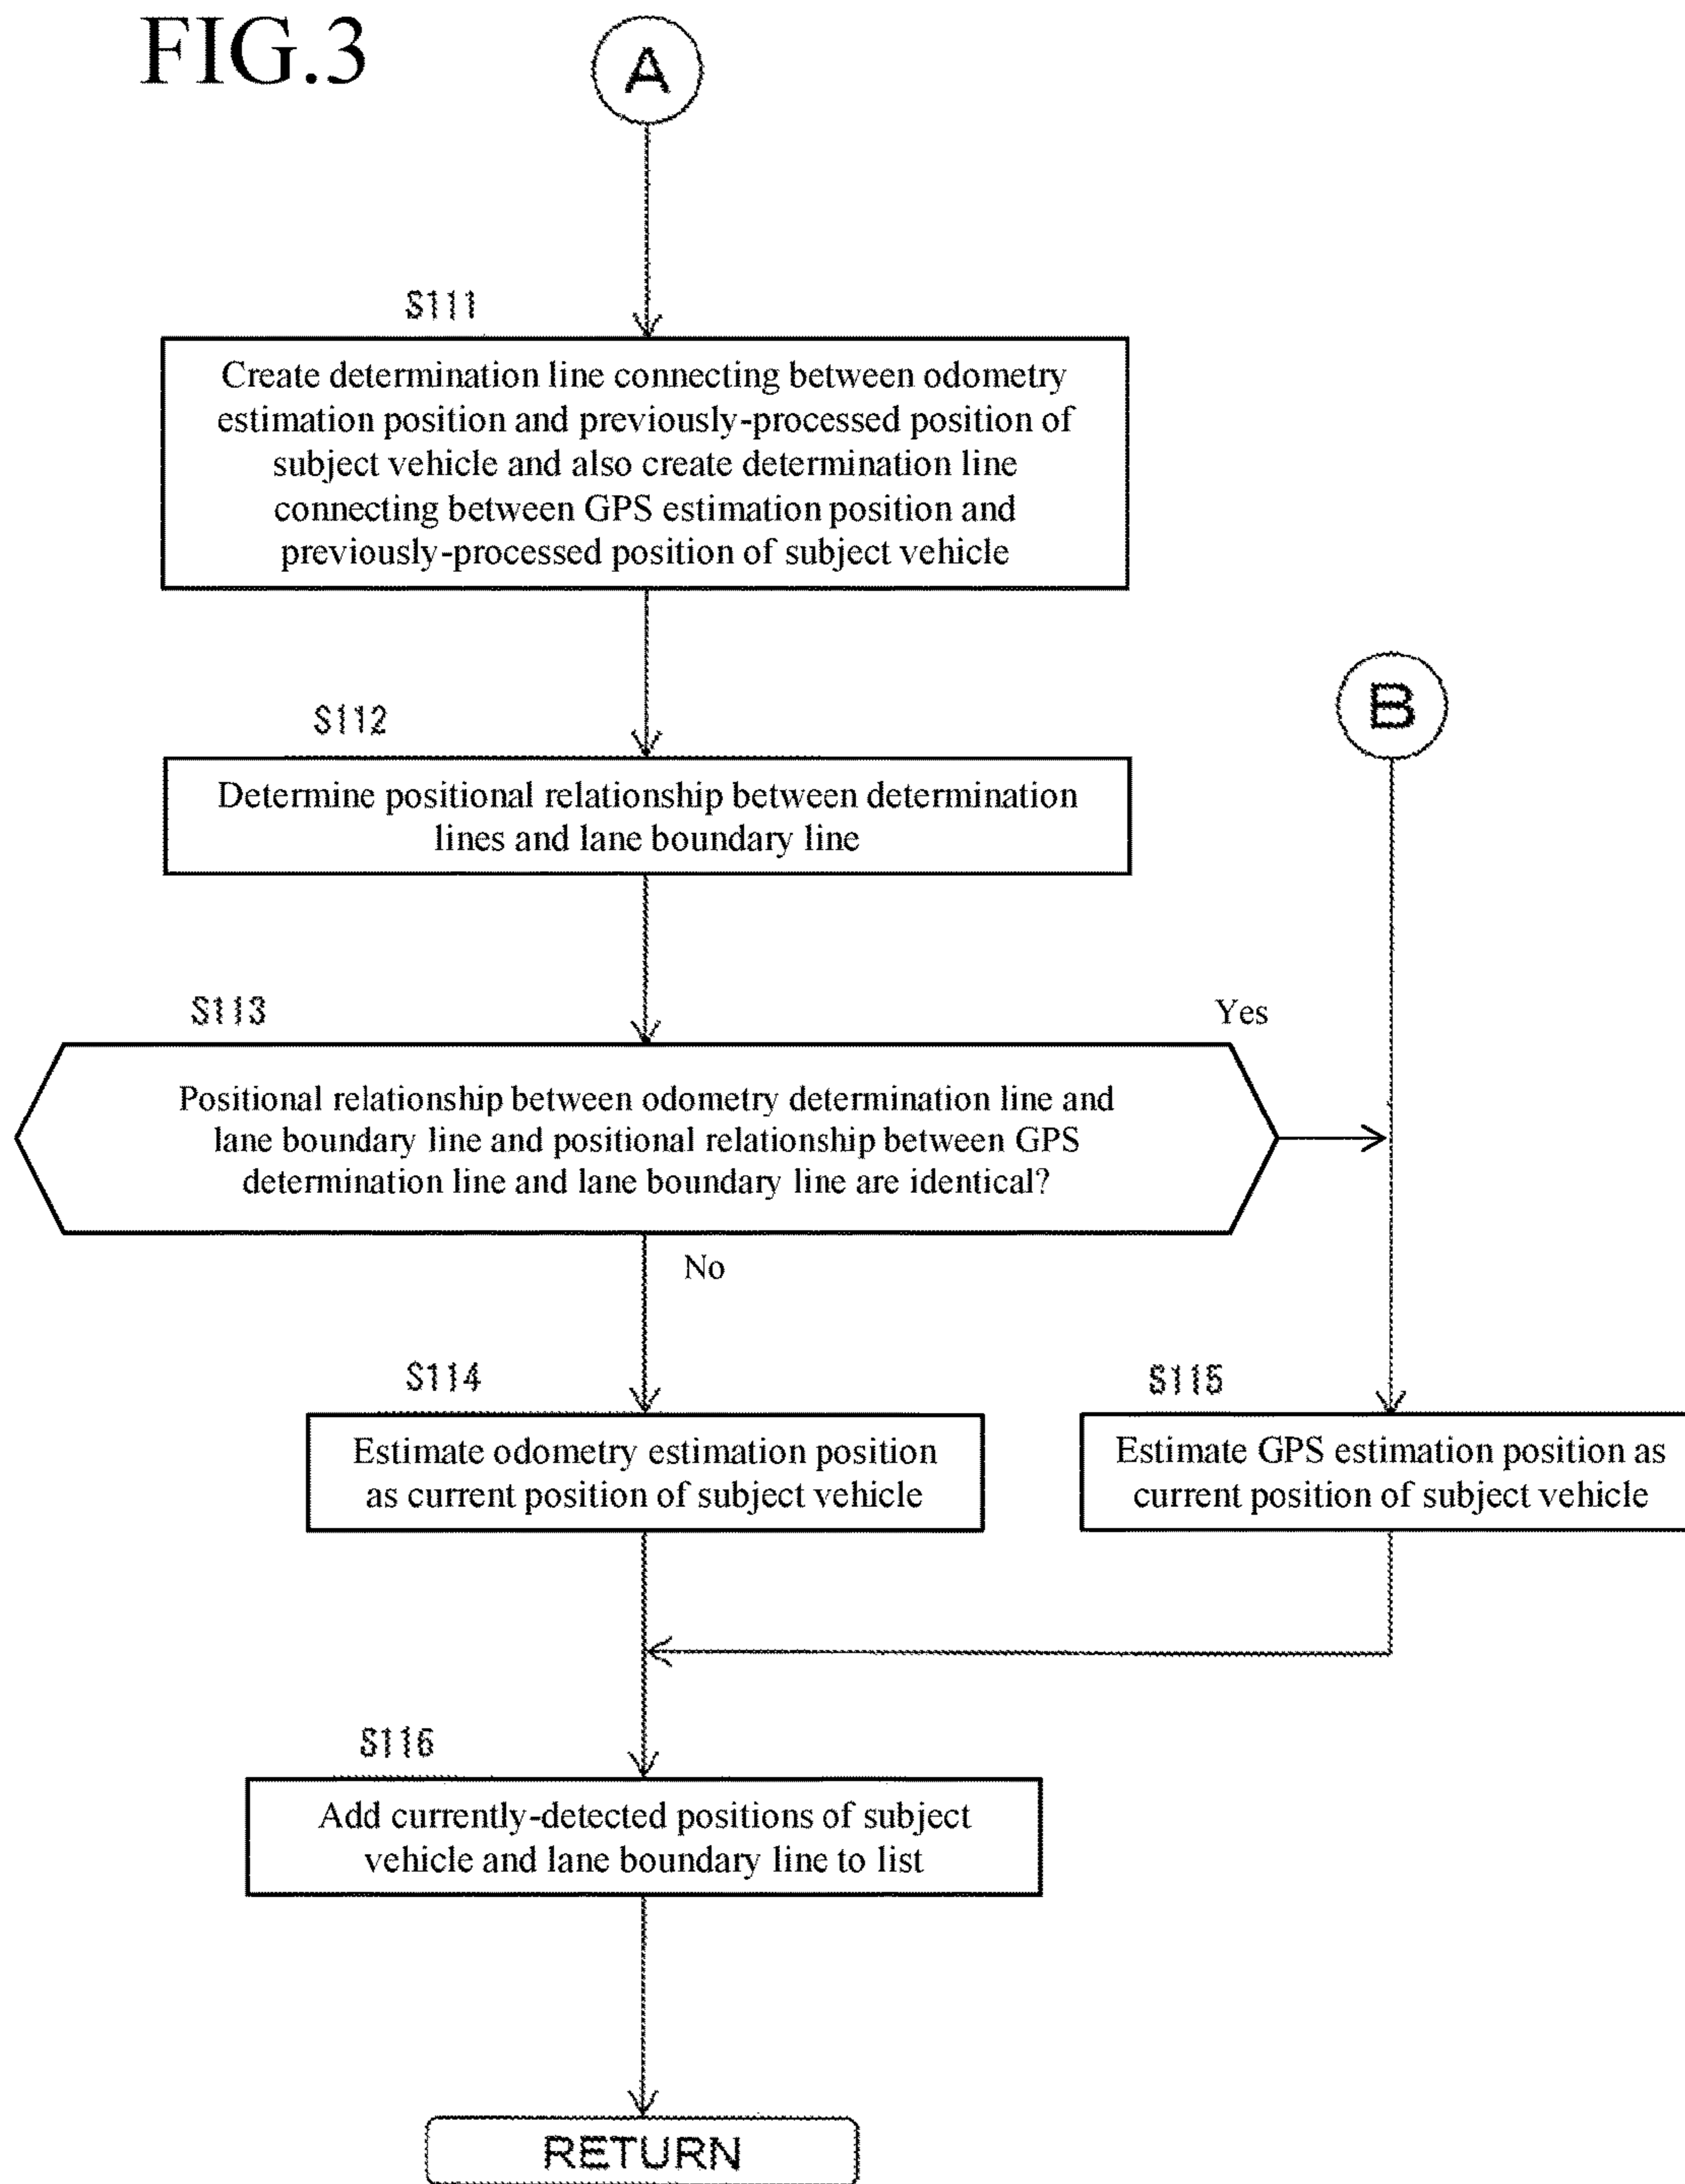 FIG.3
A
S111
Create determination line connecting between odometry
estimation position and previously-processed position of
subject vehicle and also create determination line
connecting between GPS estimation position and
previously-processed position of subject vehicle
S112
Determine positional relationship between determination
lines and lane boundary line
B
S113
Yes
Positional relationship between odometry determination line and
lane boundary line and positional relationship between GPS
determination line and lane boundary line are identical?
No
S114
Estimate odometry estimation position
as current position of subject vehicle
S115
Estimate GPS estimation position as
current position of subject vehicle
S116
Add currently-detected positions of subject
vehicle and lane boundary line to list
RETURN